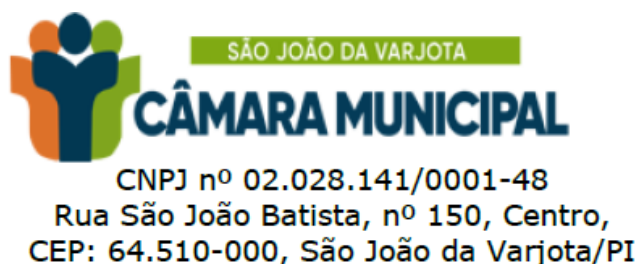 SÃO JOÃO DA VARJOTA
CÂMARA MUNICIPAL
CNPJ nº 02.028.141/0001-48
Rua São João Batista, nº 150, Centro,
CEP: 64.510-000, São João da Varjota/PI